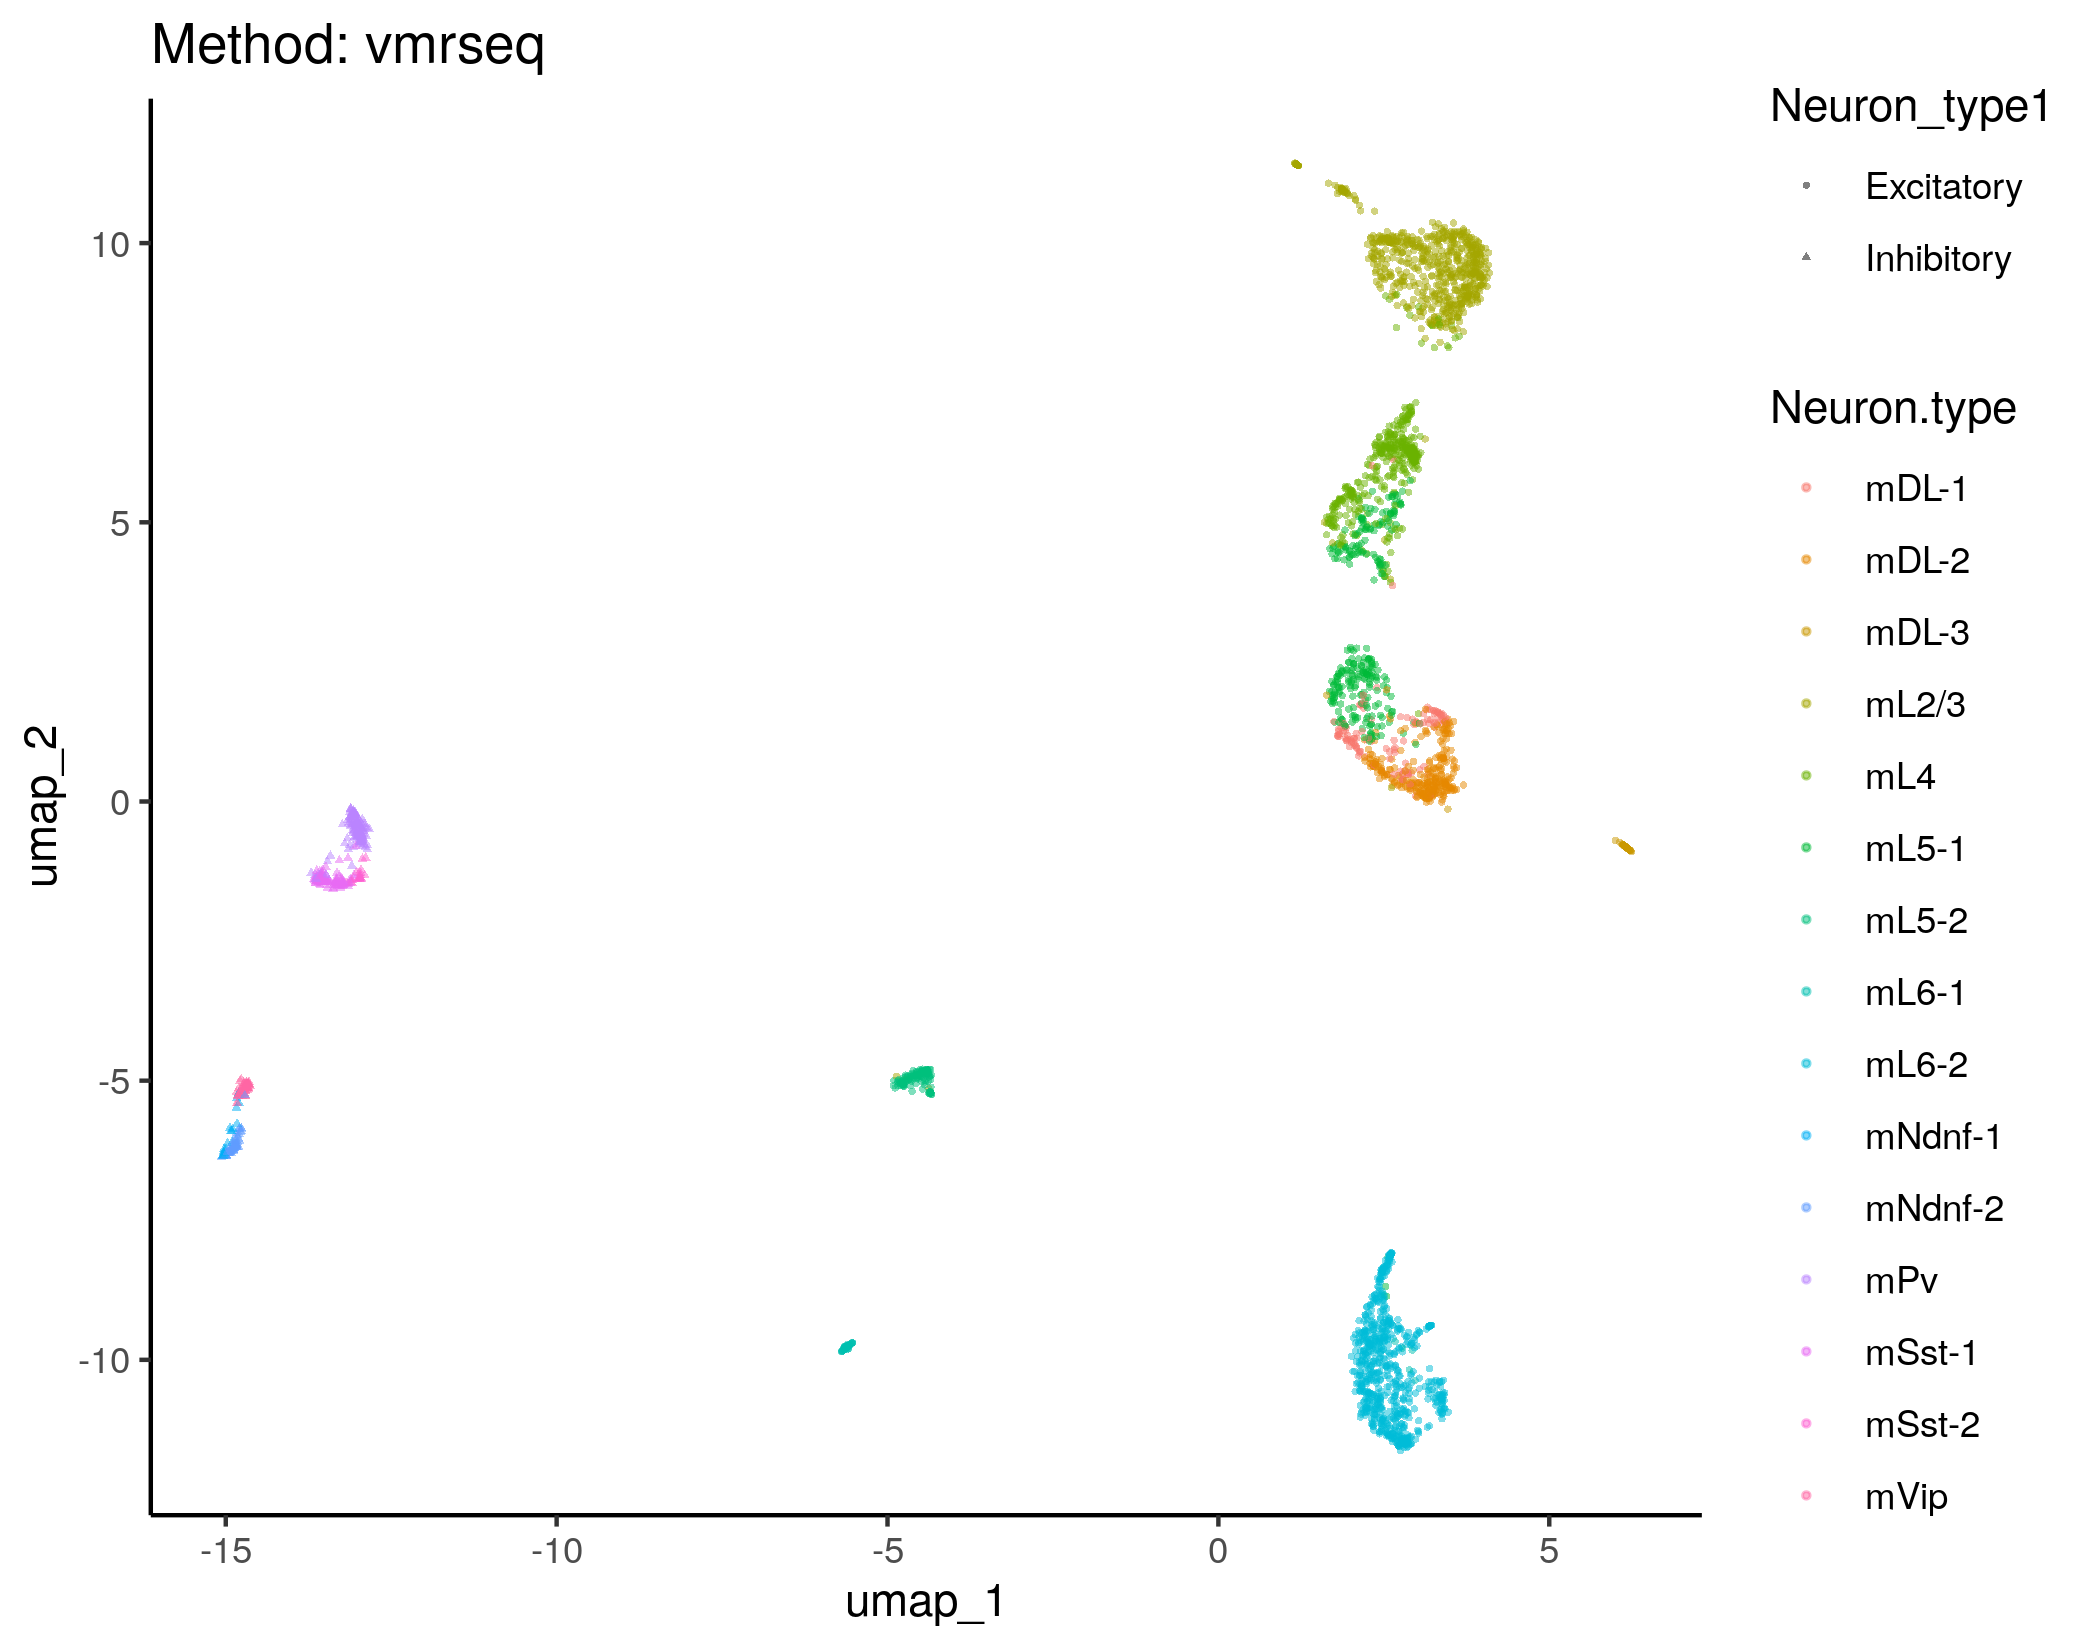 Method: vmrseq
umap_2
10
5
0
-5
-10
-15
-10
-5
0
5
umap_1
Neuron_type1
Excitatory
Inhibitory
Neuron.type
mDL-1
mDL-2
mDL-3
mL2/3
mL4
mL5-1
mL5-2
mL6-1
mL6-2
mNdnf-1
mNdnf-2
mPv
mSst-1
mSst-2
mVip